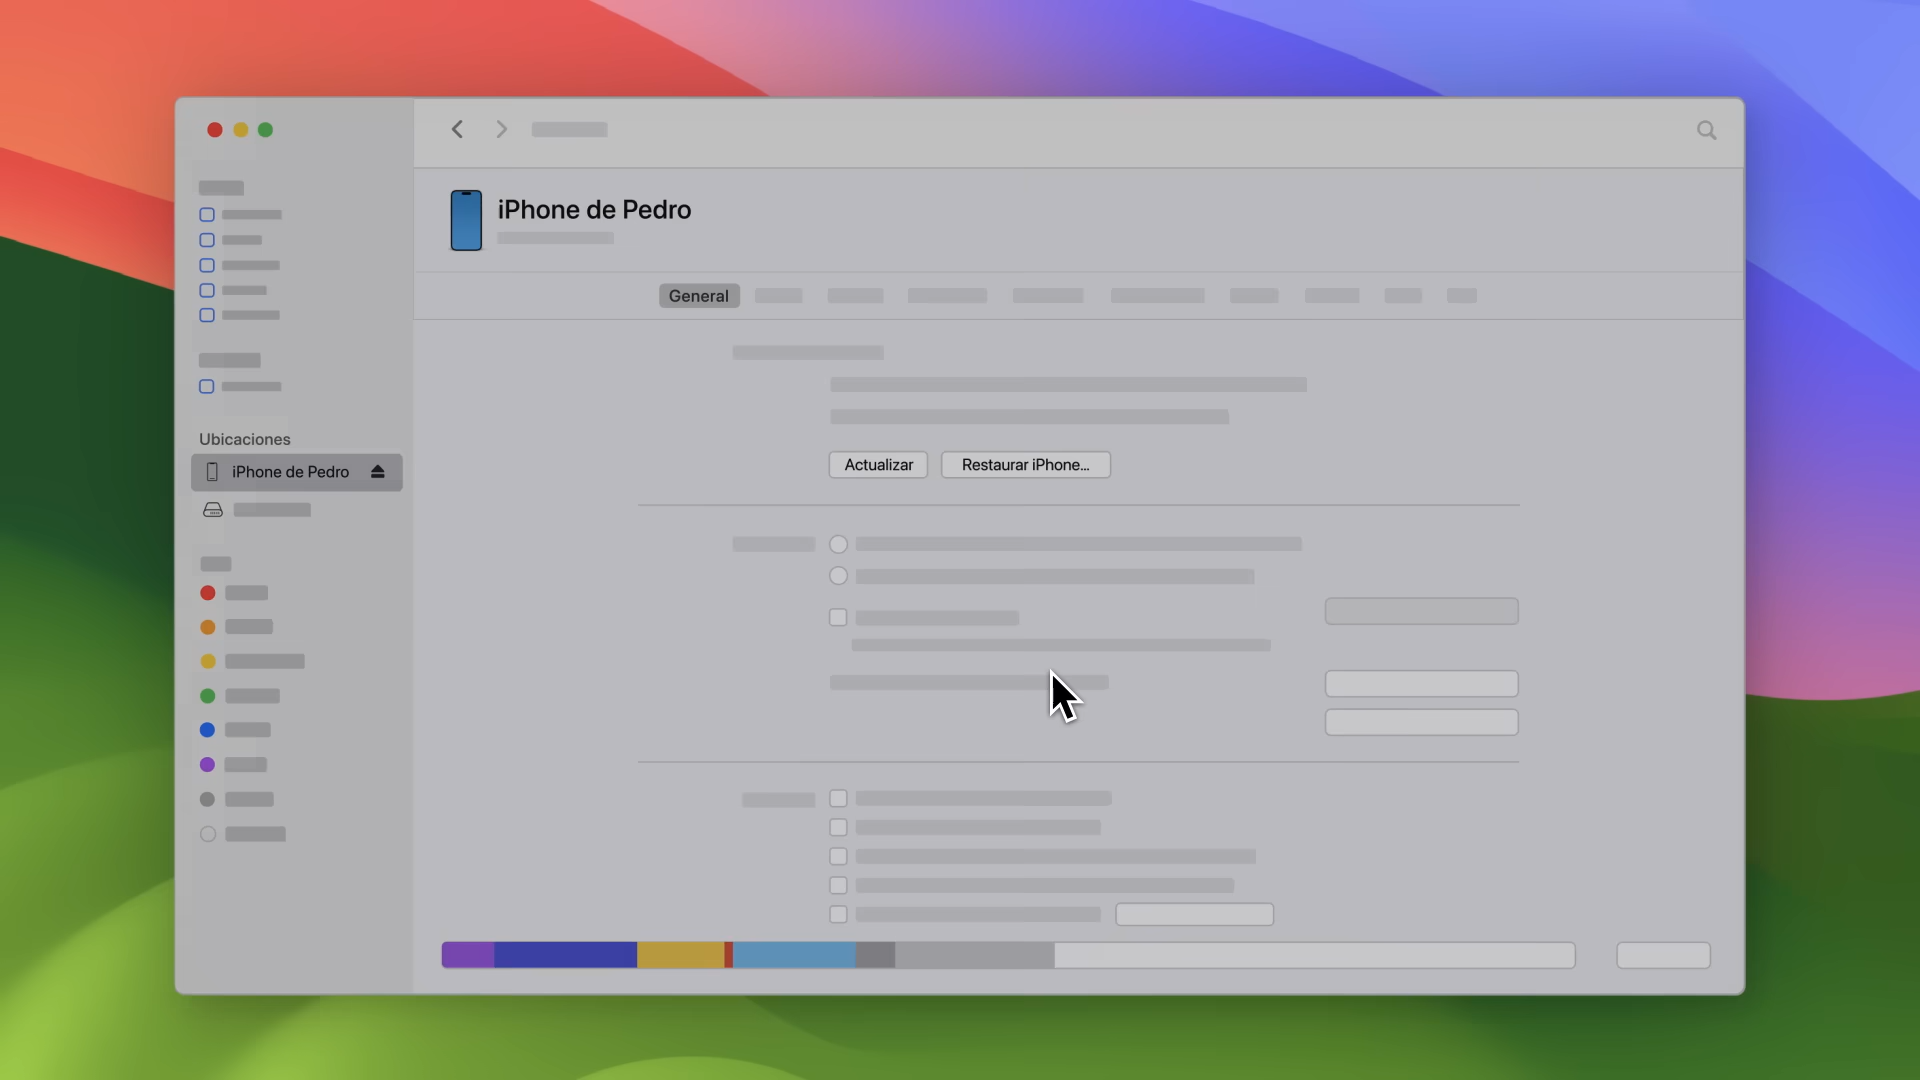 iPhone de Pedro
General
Ubicaciones
iPhone de Pedro
Actualizar
Restaurar iPhone...